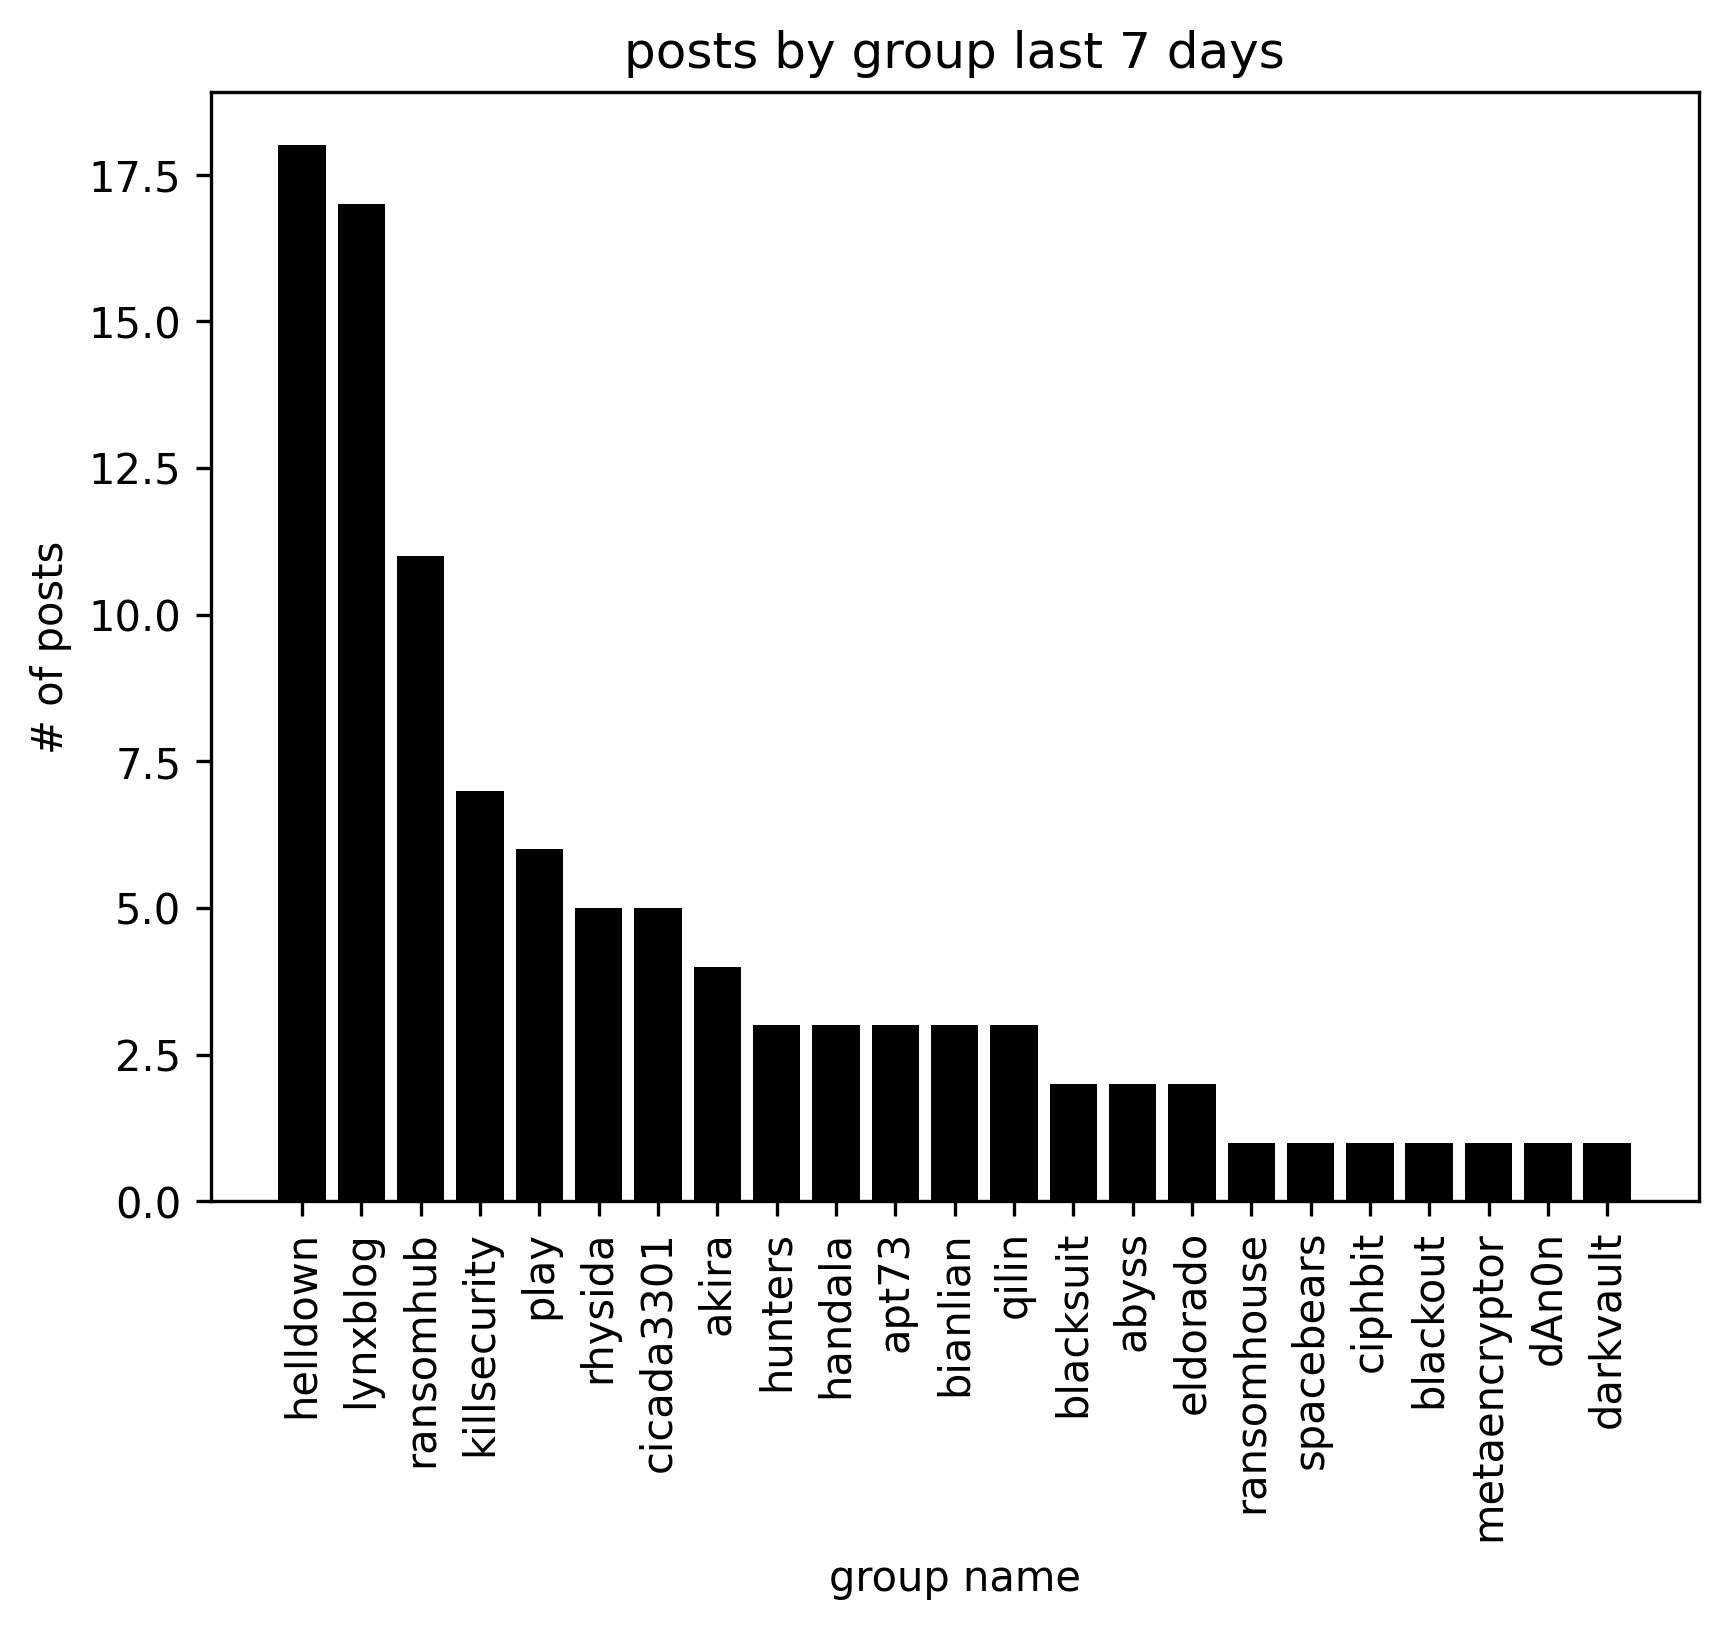 posts by group last 7 days
# of posts
17.5
15.0
12.5
10.0
7.5
5.0
2.5
0.0
helldown
lynxblog
ransomhub
killsecurity
play
rhysida
cicada3301
akira
hunters
handala
apt73
bianlian
qilin
blacksuit
abyss
eldorado
ransomhouse
spacebears
ciphbit
blackout
metaencryptor
dAn0n
darkvault
group name